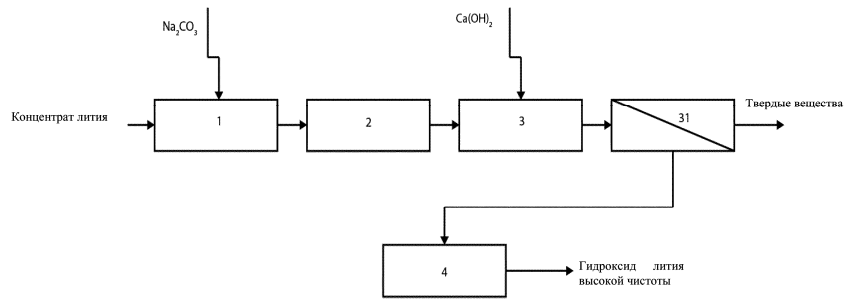 Na₂CO₃
Ca(OH)₂
Концентрат лития
1
2
3
31
Твердые вещества
4
Гидроксид лития
высокой чистоты